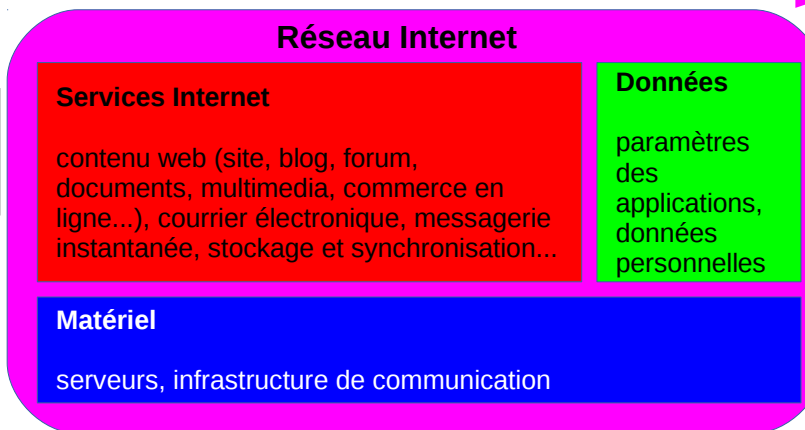 Réseau Internet
Services Internet
contenu web (site, blog, forum,
documents, multimedia, commerce en
ligne...), courrier électronique, messagerie
instantanée, stockage et synchronisation...
Données
paramètres
des
applications,
données
personnelles
Matériel
serveurs, infrastructure de communication